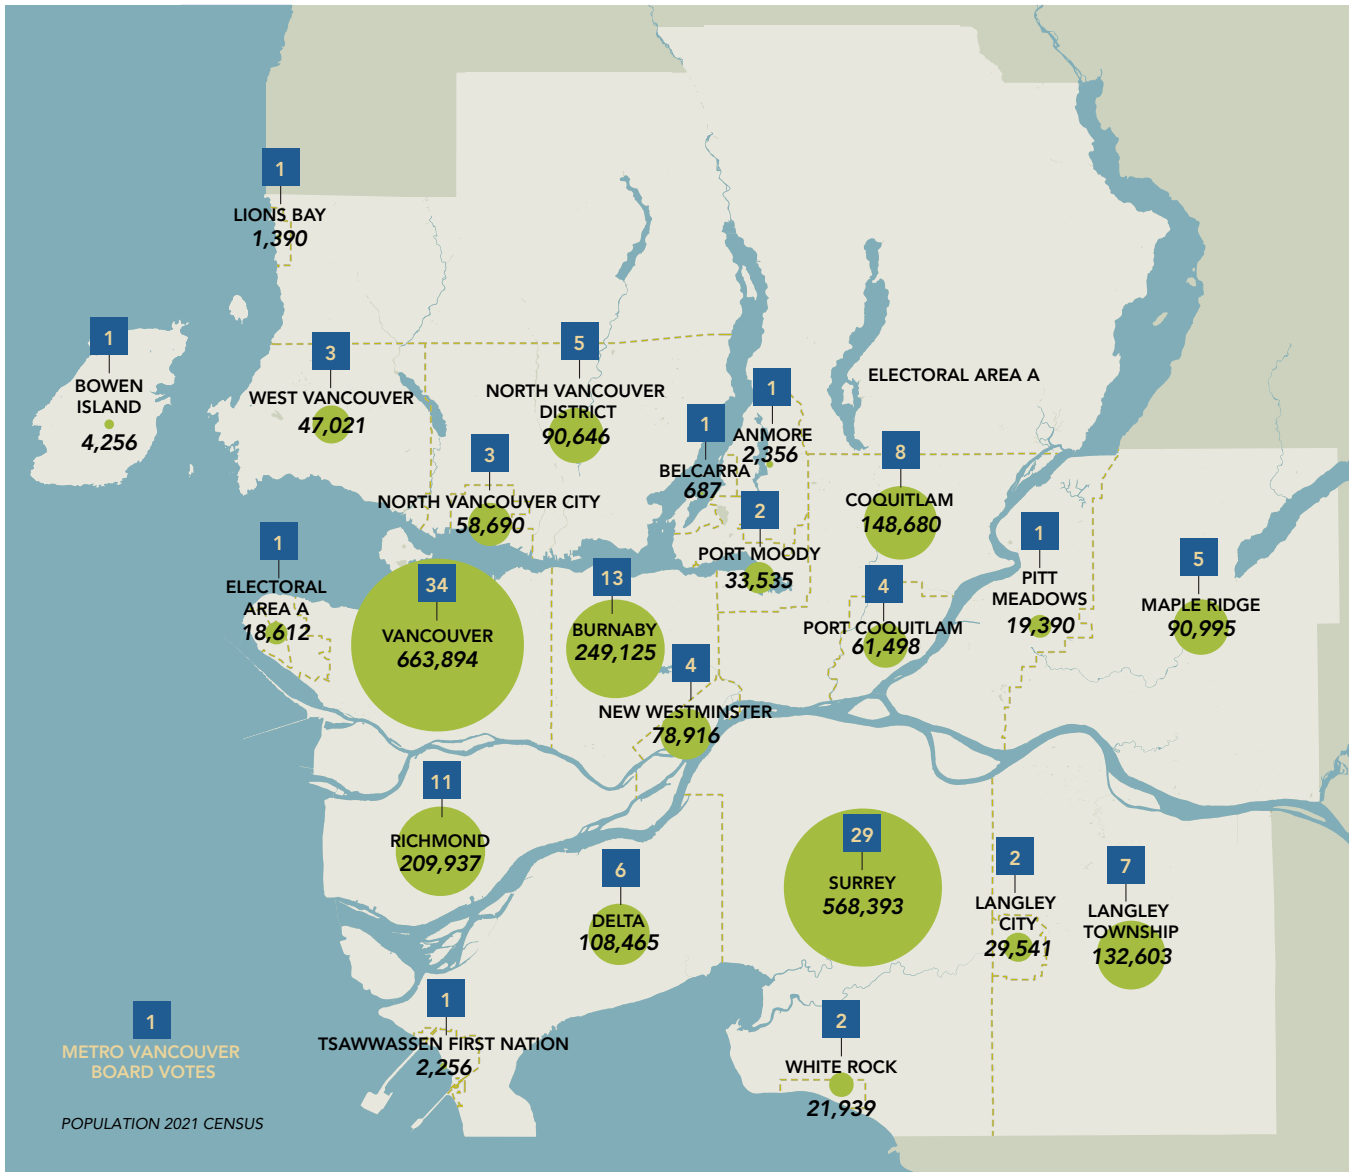 1
LIONS BAY
1,390
1
BOWEN
ISLAND
4,256
3
WEST VANCOUVER
47,021
5
NORTH VANCOUVER
DISTRICT
90,646
3
NORTH VANCOUVER CITY
58,690
1
BELCARRA
687
1
ANMORE
2,356
ELECTORAL AREA A
8
COQUITLAM
148,680
2
PORT MOODY
33,535
1
ELECTORAL
AREA A
18,612
34
VANCOUVER
663,894
13
BURNABY
249,125
4
PORT COQUITLAM
61,498
1
PITT
MEADOWS
19,390
5
MAPLE RIDGE
90,995
4
NEW WESTMINSTER
78,916
11
RICHMOND
209,937
6
DELTA
108,465
29
SURREY
568,393
2
LANGLEY
CITY
29,541
7
LANGLEY
TOWNSHIP
132,603
1
TSAWWASSEN FIRST NATION
2,256
2
WHITE ROCK
21,939
1
METRO VANCOUVER
BOARD VOTES
POPULATION 2021 CENSUS